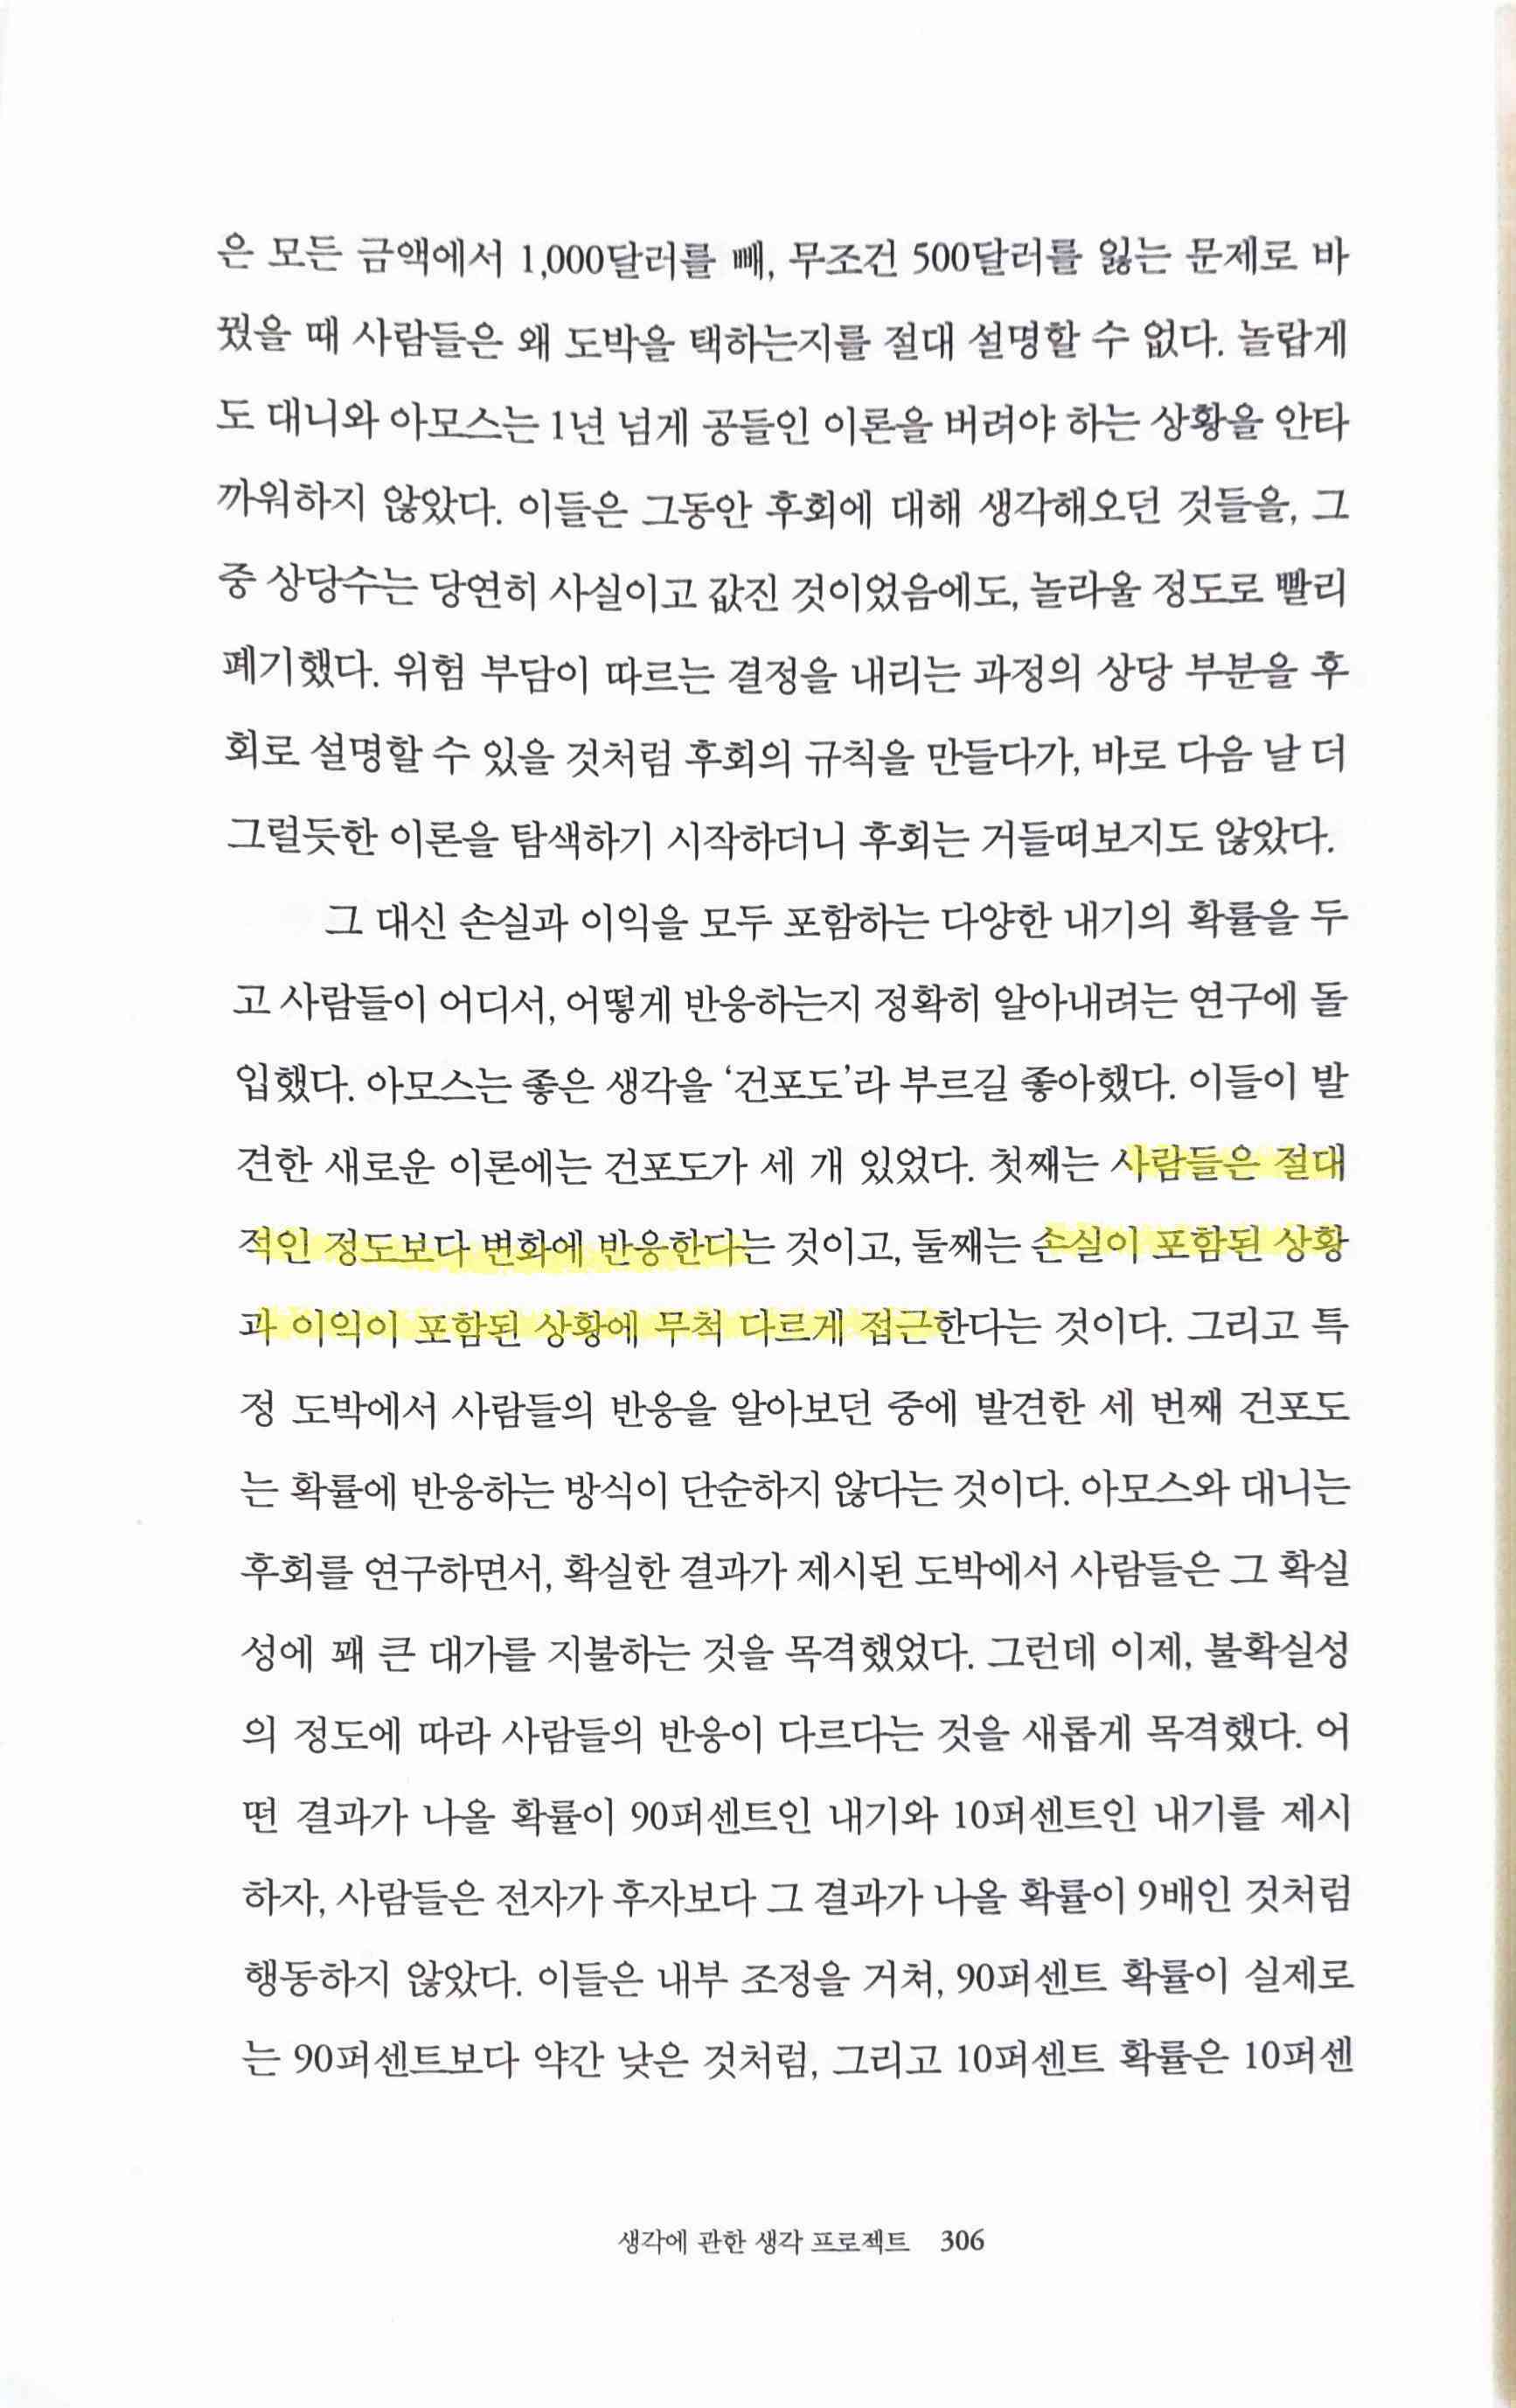 은 모든 금액에서 1,000달러를 빼, 무조건 500달러를 잃는 문제로 바
꿨을 때 사람들은 왜 도박을 택하는지를 절대 설명할 수 없다. 놀랍게
도 대니와 아모스는 1년 넘게 공들인 이론을 버려야 하는 상황을 안타
까워하지 않았다. 이들은 그동안 후회에 대해 생각해오던 것들을, 그
중 상당수는 당연히 사실이고 값진 것이었음에도, 놀라울 정도로 빨리
폐기했다. 위험 부담이 따르는 결정을 내리는 과정의 상당 부분을 후
회로 설명할 수 있을 것처럼 후회의 규칙을 만들다가, 바로 다음 날 더
그럴듯한 이론을 탐색하기 시작하더니 후회는 거들떠보지도 않았다.
그 대신 손실과 이익을 모두 포함하는 다양한 내기의 확률을 두
고 사람들이 어디서, 어떻게 반응하는지 정확히 알아내려는 연구에 돌
입했다. 아모스는 좋은 생각을 ‘건포도’라 부르길 좋아했다. 이들이 발
견한 새로운 이론에는 건포도가 세 개 있었다. 첫째는 사람들은 절대
적인 정도보다 변화에 반응한다는 것이고, 둘째는 손실이 포함된 상황
과 이익이 포함된 상황에 무척 다르게 접근한다는 것이다. 그리고 특
정 도박에서 사람들의 반응을 알아보던 중에 발견한 세 번째 건포도
는 확률에 반응하는 방식이 단순하지 않다는 것이다. 아모스와 대니는
후회를 연구하면서, 확실한 결과가 제시된 도박에서 사람들은 그 확실
성에 꽤 큰 대가를 지불하는 것을 목격했었다. 그런데 이제, 불확실성
의 정도에 따라 사람들의 반응이 다르다는 것을 새롭게 목격했다. 어
떤 결과가 나올 확률이 90퍼센트인 내기와 10퍼센트인 내기를 제시
하자, 사람들은 전자가 후자보다 그 결과가 나올 확률이 9배인 것처럼
행동하지 않았다. 이들은 내부 조정을 거쳐, 90퍼센트 확률이 실제로
는 90퍼센트보다 약간 낮은 것처럼, 그리고 10퍼센트 확률은 10퍼센
생각에 관한 생각 프로젝트 306